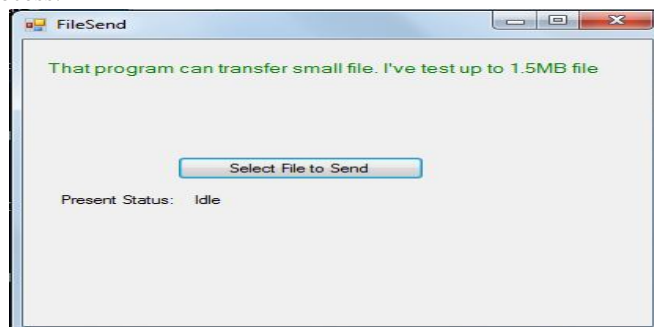 FileSend
That program can transfer small file. I've test up to 1.5MB file
Select File to Send
Present Status: Idle